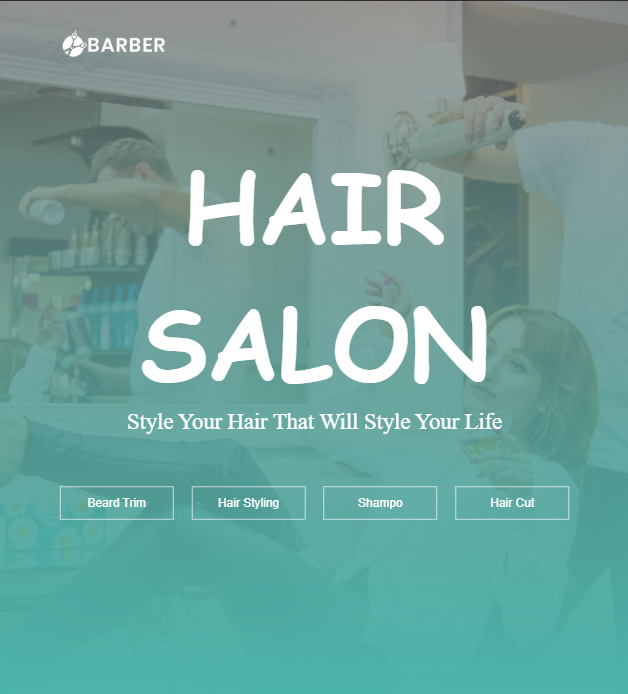 BARBER
HAIR
SALON
Style Your Hair That Will Style Your Life
Beard Trim
Hair Styling
Shampo
Hair Cut